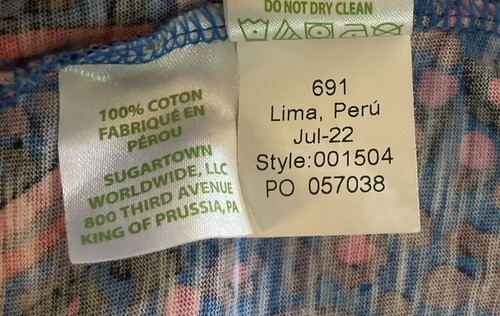 DO NOT DRY CLEAN
100% COTON
FABRIQUÉ EN
PÉROU
SUGARTOWN
WORLDWIDE, LLC
800 THIRD AVENUE
KING OF PRUSSIA, PA
691
Lima, Perú
Jul-22
Style:001504
PO 057038